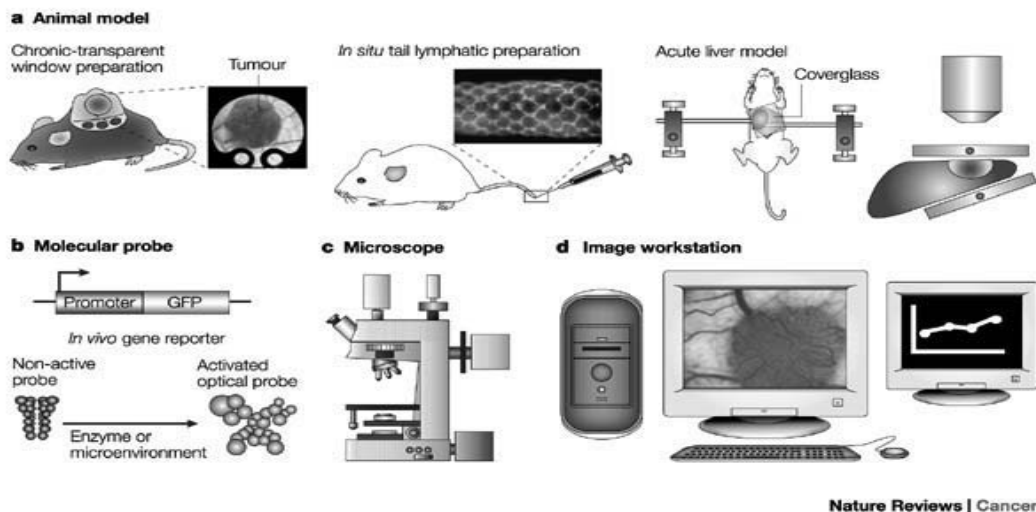 a Animal model
Chronic-transparent
window preparation
Tumour
In situ tail lymphatic preparation
Acute liver model
Coverglass
b Molecular probe
Promoter GFP
In vivo gene reporter
Non-active
probe
Activated
optical probe
Enzyme or
microenvironment
c Microscope
d Image workstation
Nature Reviews | Cancer